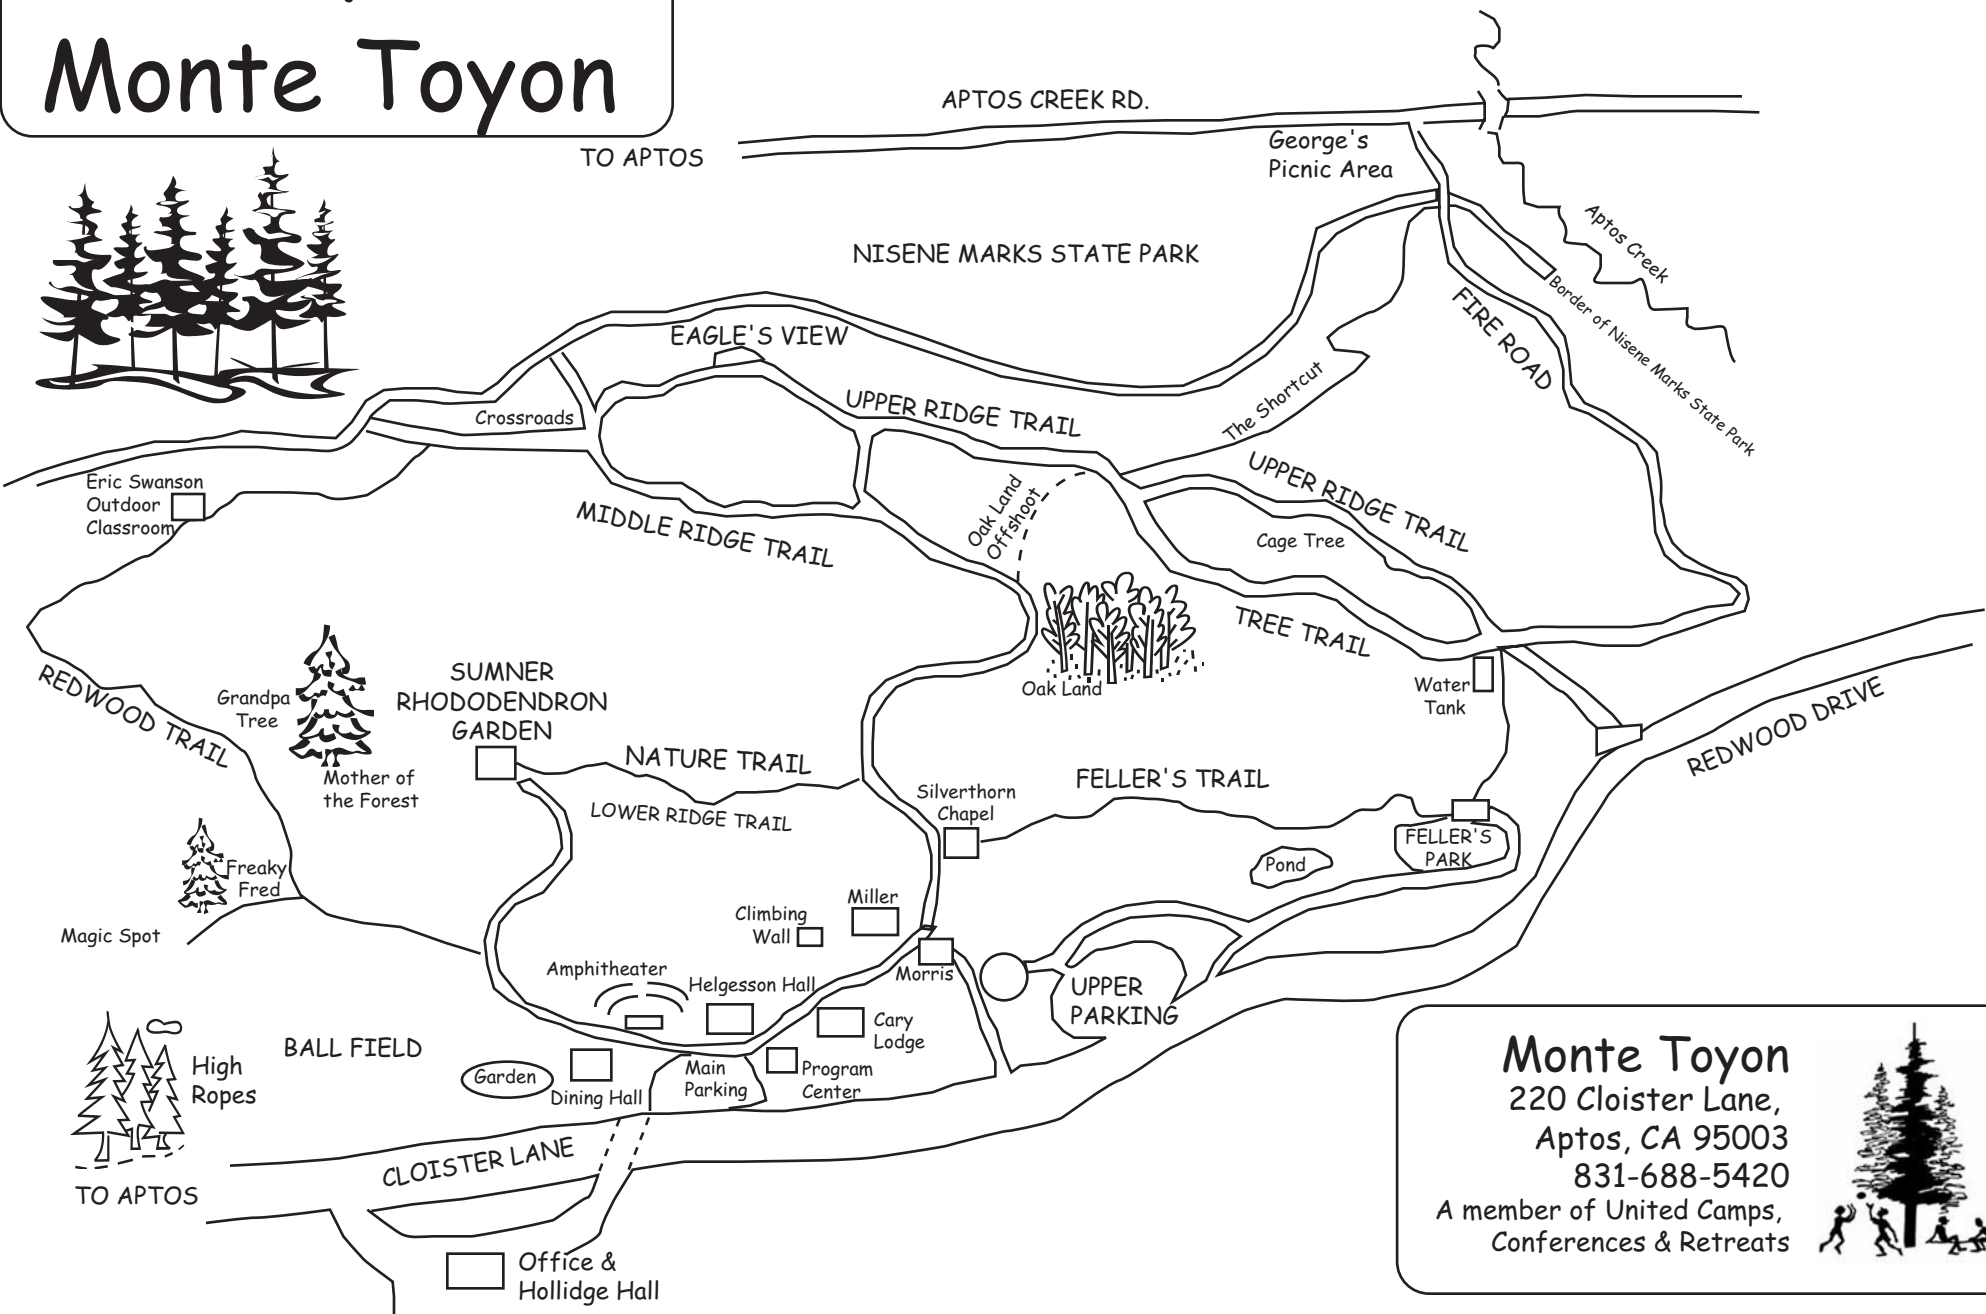 Monte Toyon
APTOS CREEK RD.
TO APTOS
George's
Picnic Area
NISENE MARKS STATE PARK
Aptos Creek
Border of Nisene Marks State Park
FIRE ROAD
EAGLE'S VIEW
UPPER RIDGE TRAIL
The Shortcut
Crossroads
UPPER RIDGE TRAIL
Eric Swanson
Outdoor
Classroom
MIDDLE RIDGE TRAIL
Oak Land
Offshoot
Cage Tree
TREE TRAIL
Oak Land
Water
Tank
REDWOOD DRIVE
REDWOOD TRAIL
Grandpa
Tree
Mother of
the Forest
SUMNER
RHODODENDRON
GARDEN
NATURE TRAIL
LOWER RIDGE TRAIL
Silverthorn
Chapel
FELLER'S TRAIL
FELLER'S
PARK
Pond
Freaky
Fred
Magic Spot
Miller
Climbing
Wall
Morris
Amphitheater
Helgesson Hall
UPPER
PARKING
Cary
Lodge
BALL FIELD
High
Ropes
Garden
Dining Hall
Main
Parking
Program
Center
CLOISTER LANE
TO APTOS
Office &
Hollidge Hall
Monte Toyon
220 Cloister Lane,
Aptos, CA 95003
831-688-5420
A member of United Camps,
Conferences & Retreats